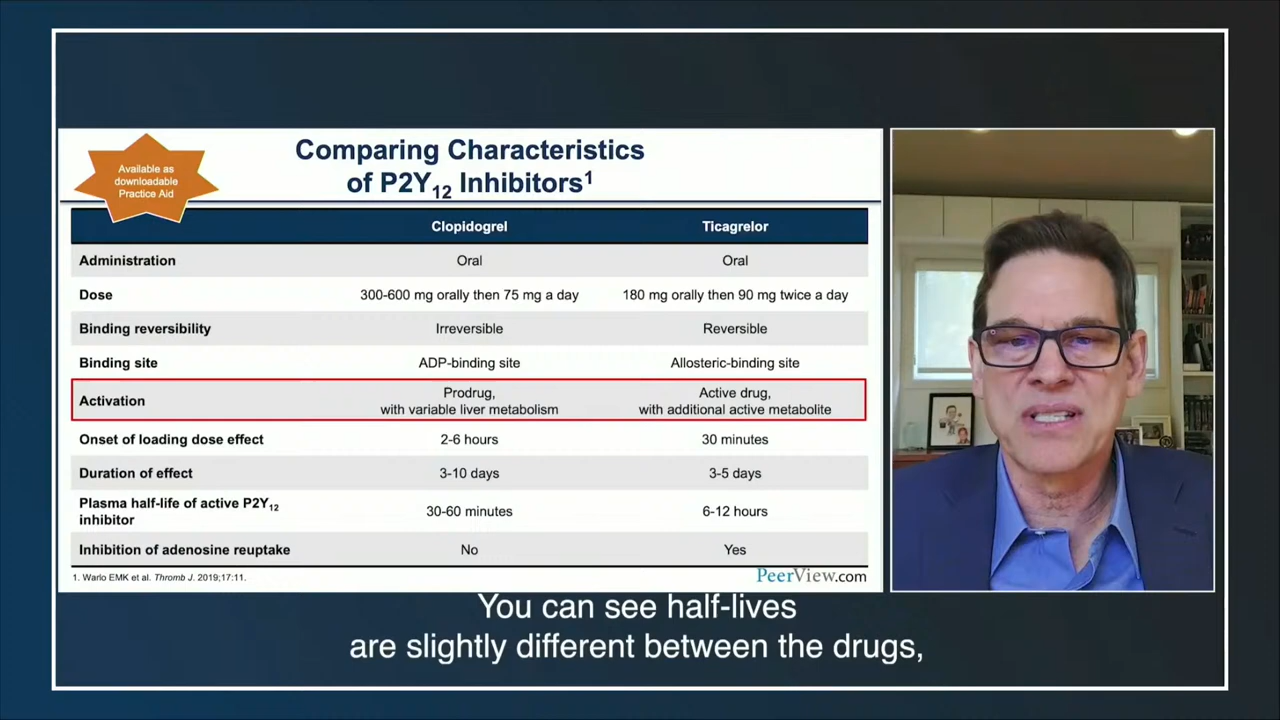 Available as
downloadable
Practice Aid
Comparing Characteristics
of P2Y12 Inhibitors1
Clopidogrel Ticagrelor
Administration Oral Oral
Dose 300-600 mg orally then 75 mg a day 180 mg orally then 90 mg twice a day
Binding reversibility Irreversible Reversible
Binding site ADP-binding site Allosteric-binding site
Activation Prodrug, with variable liver metabolism Active drug, with additional active metabolite
Onset of loading dose effect 2-6 hours 30 minutes
Duration of effect 3-10 days 3-5 days
Plasma half-life of active P2Y12 inhibitor 30-60 minutes 6-12 hours
Inhibition of adenosine reuptake No Yes
1. Warlo EMK et al. Thromb J. 2019;17:11.
PeerView.com
You can see half-lives
are slightly different between the drugs,